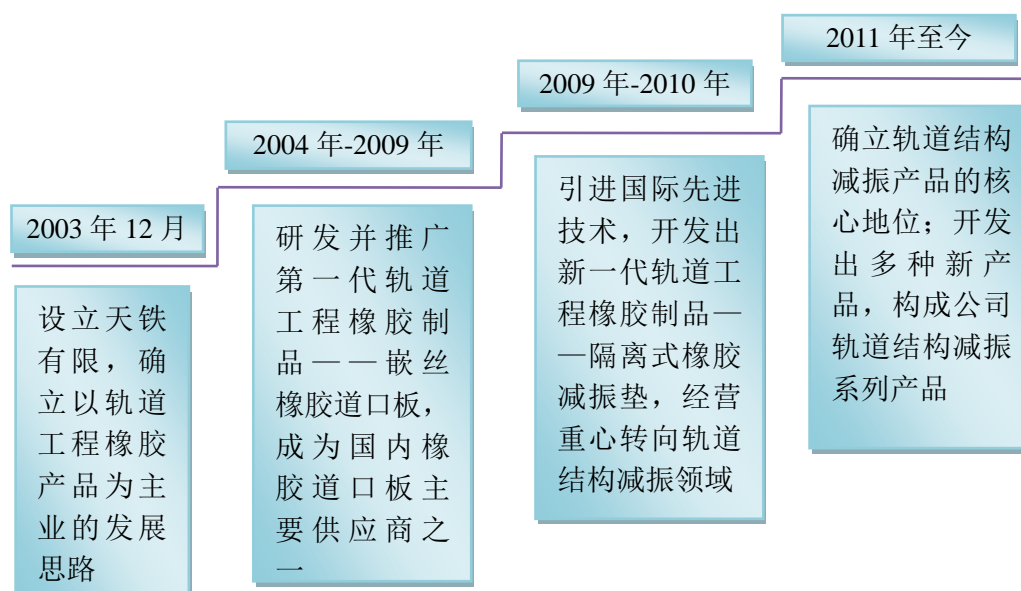 2003 年 12 月
设立天铁
有限，确
立以轨道
工程橡胶
产品为主
业的发展
思路
2004 年-2009 年
研发并推广
第一代轨道
工程橡胶制
品——嵌丝
橡胶道口板，
成为国内橡
胶道口板主
要供应商之
一
2009 年-2010 年
引进国际先进
技术，开发出
新一代轨道工
程橡胶制品—
—隔离式橡胶
减振垫，经营
重心转向轨道
结构减振领域
2011 年至今
确立轨道结构
减振产品的核
心地位；开发
出多种新产
品，构成公司
轨道结构减振
系列产品